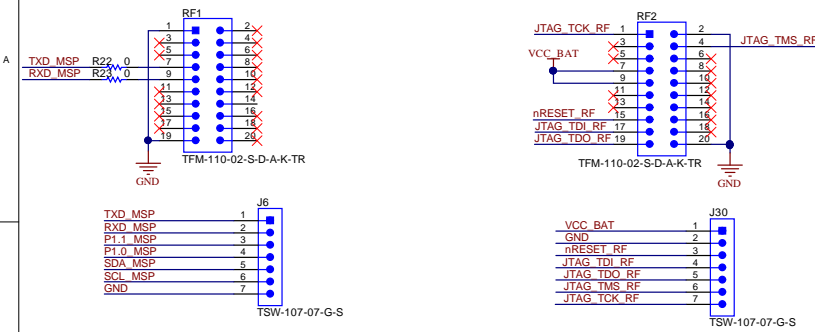 RF1
1 2
3 4
5 6
TXD_MSP R22 0 7 8
RXD_MSP R23 0 9 10
11 12
13 14
15 16
17 18
19 20
TFM-110-02-S-D-A-K-TR
GND
A
RF2
JTAG_TCK_RF 1 2
3 4 JTAG_TMS_RF
VCC_BAT 5 6
7 8
9 10
11 12
13 14
nRESET_RF 15 16
JTAG_TDI_RF 17 18
JTAG_TDO_RF 19 20
TFM-110-02-S-D-A-K-TR
GND
J6
TXD_MSP 1
RXD_MSP 2
P1.1_MSP 3
P1.0_MSP 4
SDA_MSP 5
SCL_MSP 6
GND 7
TSW-107-07-G-S
J30
VCC_BAT 1
GND 2
nRESET_RF 3
JTAG_TDI_RF 4
JTAG_TDO_RF 5
JTAG_TMS_RF 6
JTAG_TCK_RF 7
TSW-107-07-G-S